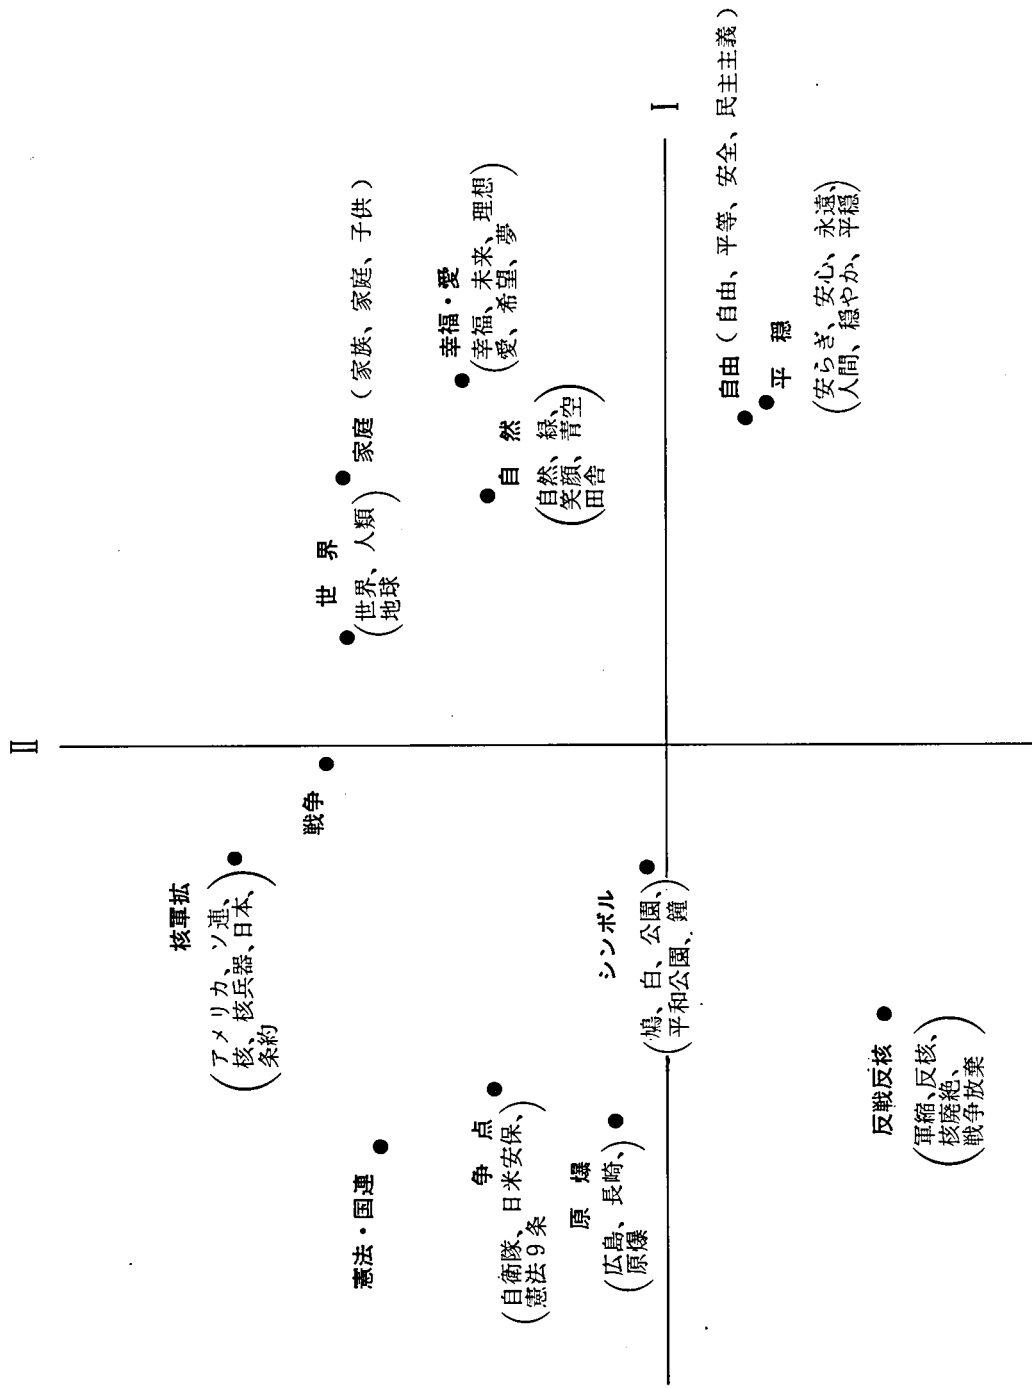 II
I
核軍拡
(アメリカ、ソ連、
核、核兵器、日本、
条約)
戦争
世　界
(世界、人類
地球)
家庭（家族、家庭、子供）
憲法・国連
幸福・愛
(幸福、未来、理想
愛、希望、夢)
争　点
(自衛隊、日米安保、
憲法9条)
自　然
(自然、緑、
笑顔、青空
田舎)
原　爆
(広島、長崎、
原爆)
シンボル
(鳩、白、公園、
平和公園、鐘)
自由（自由、平等、安全、民主主義）
平　穏
(安らぎ、安心、永遠、
人間、穏やか、平穏)
反戦反核
(軍縮、反核、
核廃絶、
戦争放棄)